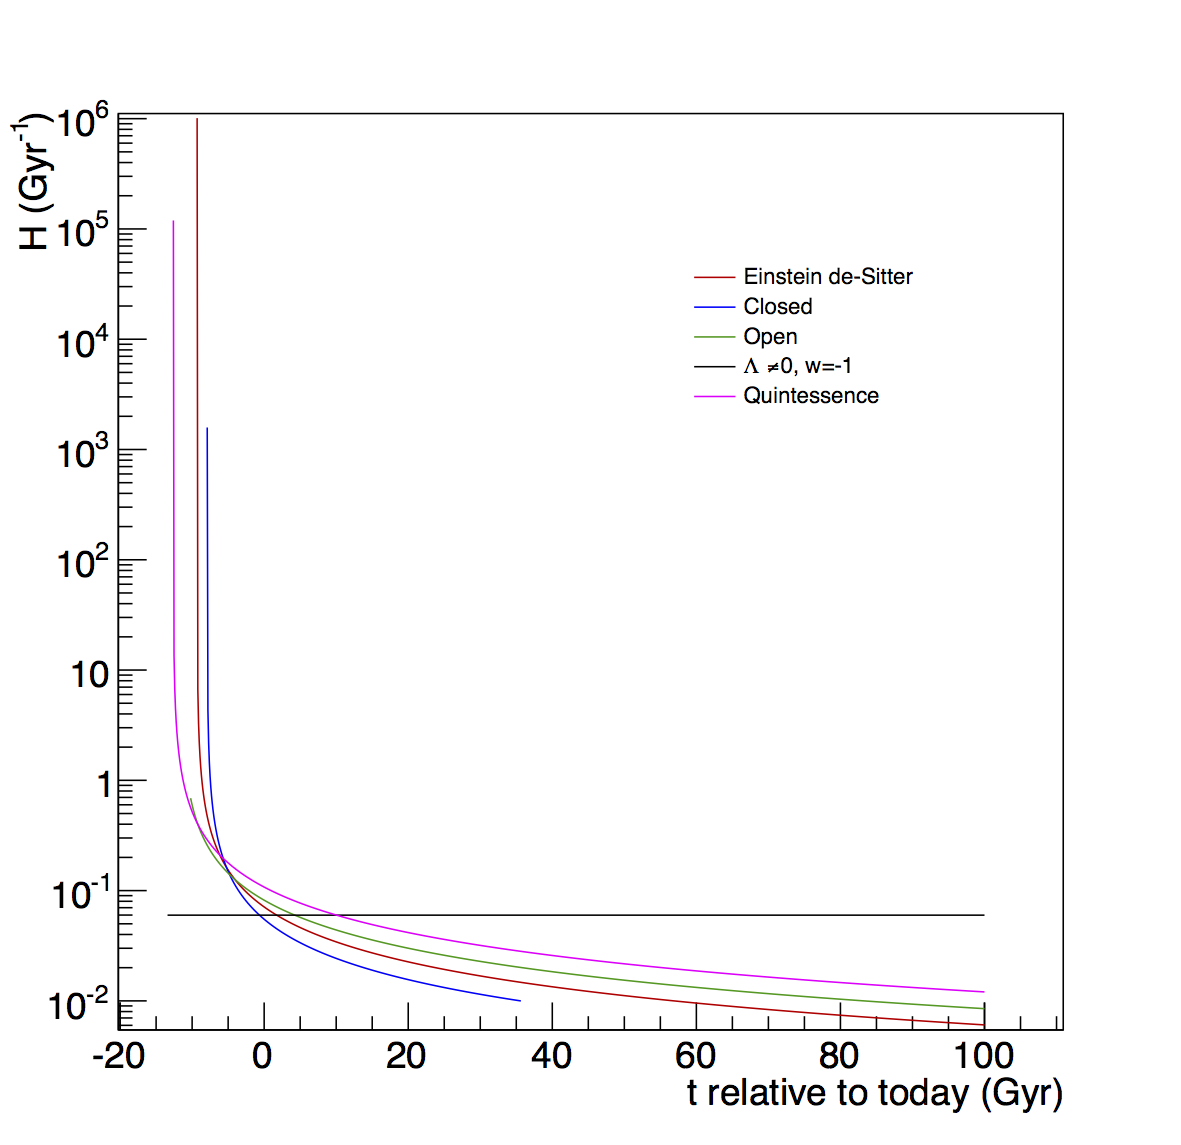 H (Gyr⁻¹)
10⁶
10⁵
10⁴
10³
10²
10
1
10⁻¹
10⁻²
Einstein de-Sitter
Closed
Open
Λ ≠0, w=-1
Quintessence
-20 0 20 40 60 80 100
t relative to today (Gyr)